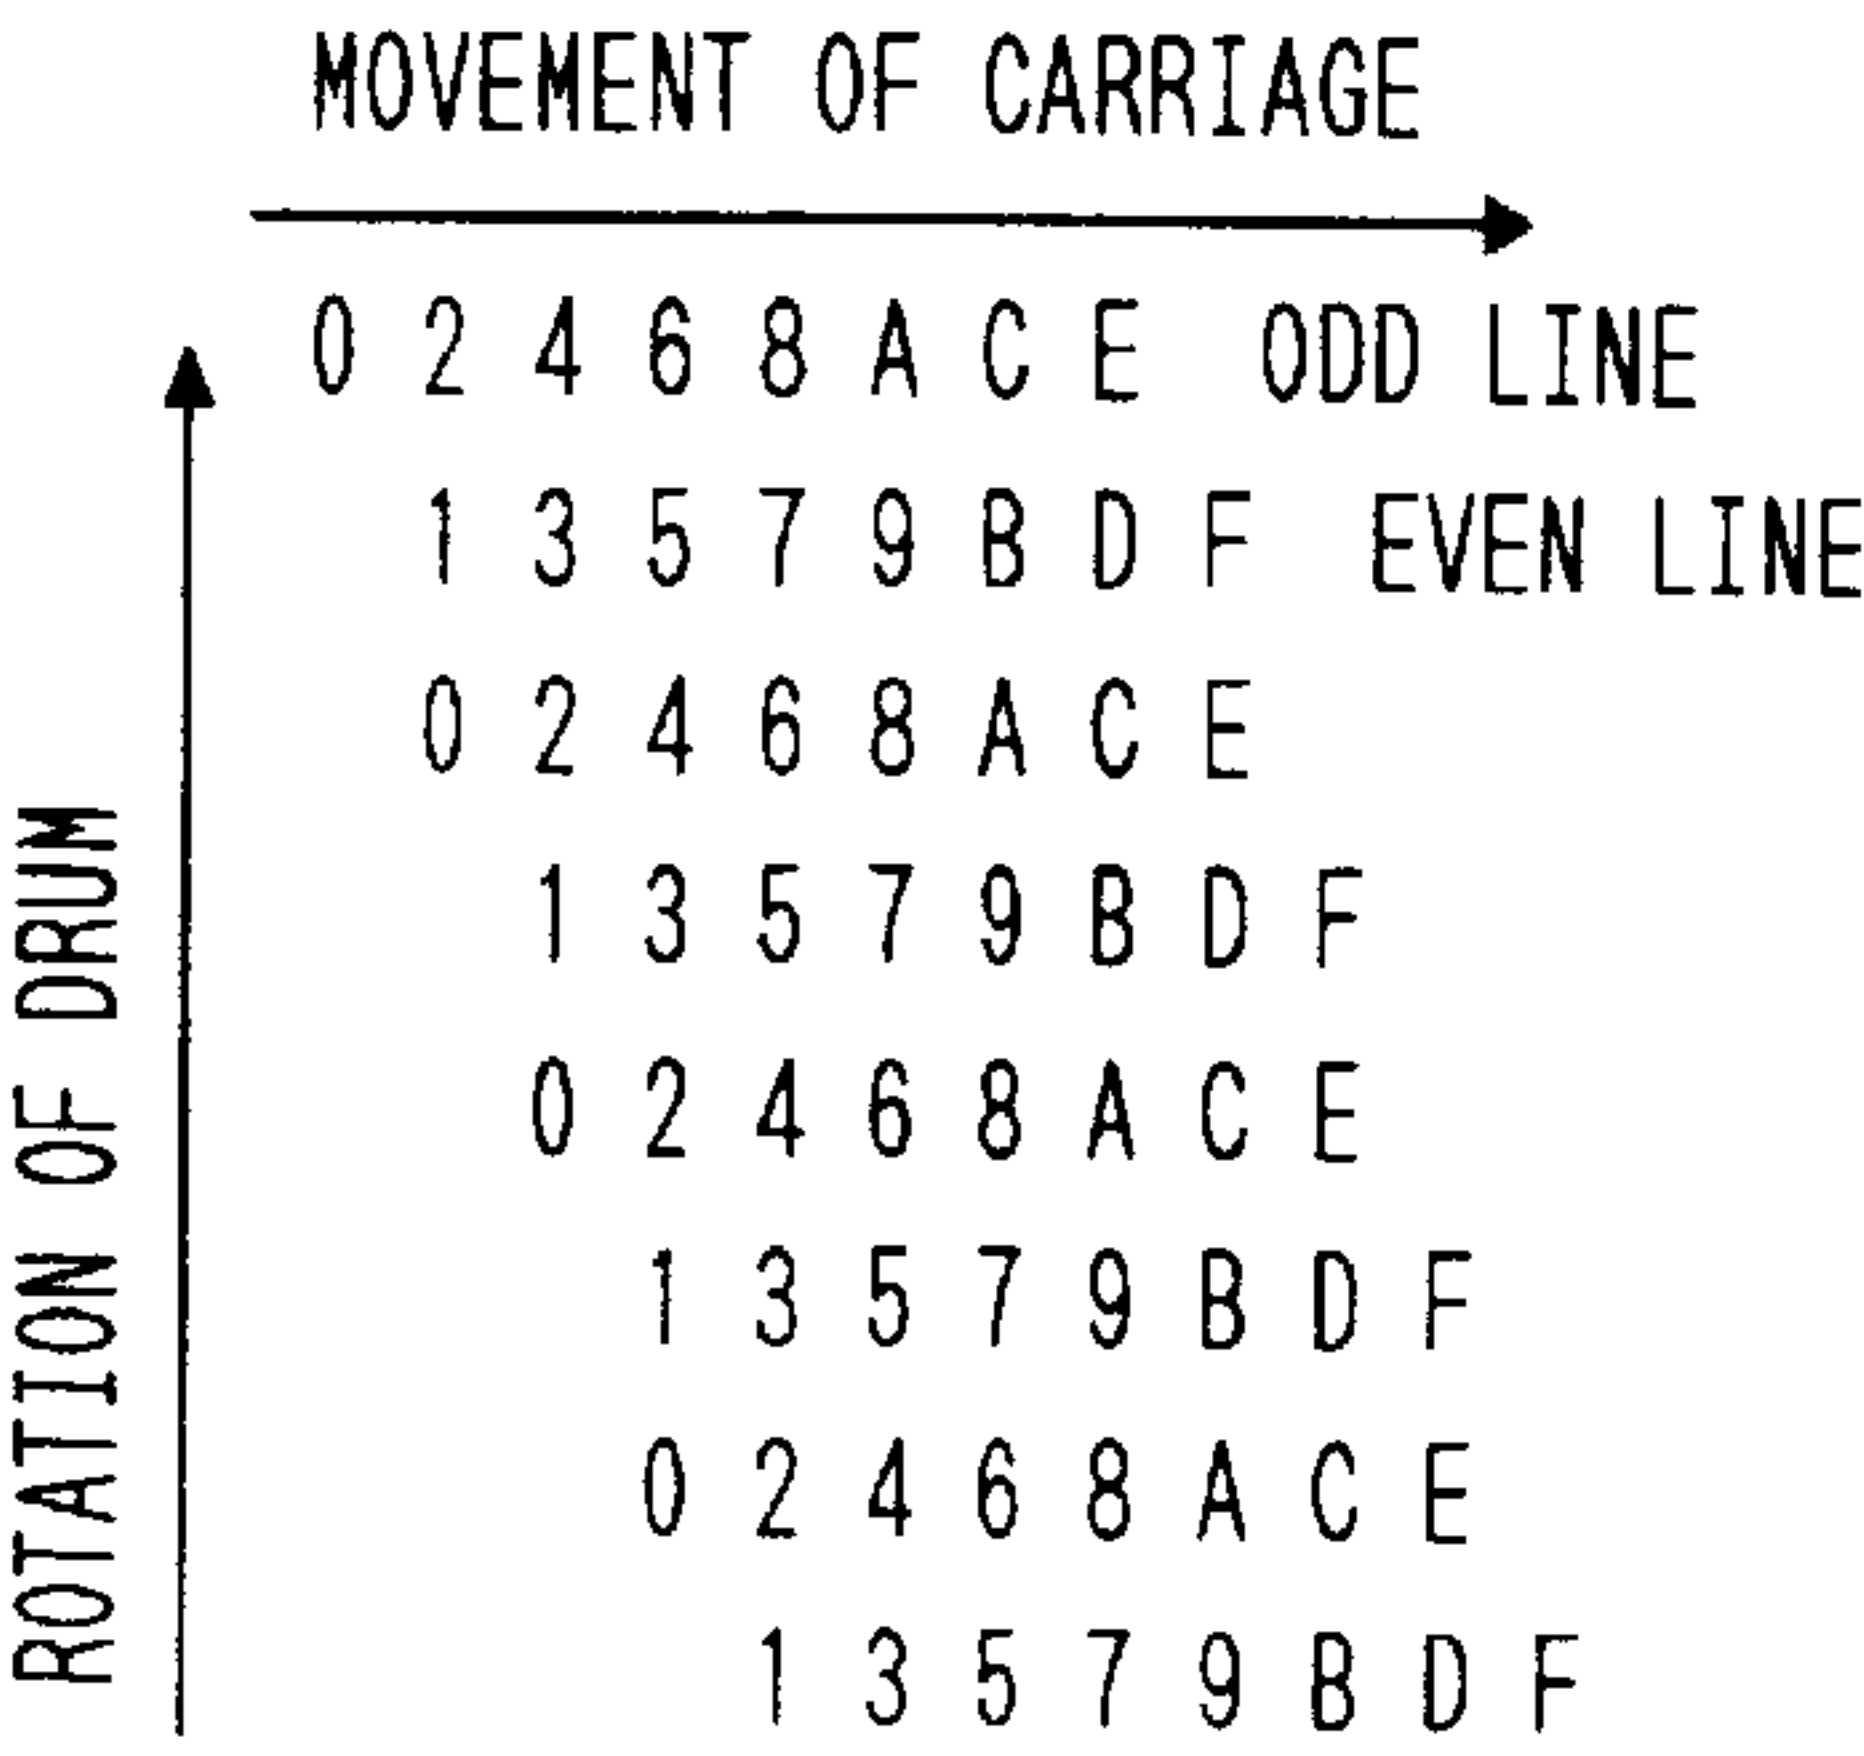 MOVEMENT OF CARRIAGE
0 2 4 6 8 A C E ODD LINE
1 3 5 7 9 B D F EVEN LINE
0 2 4 6 8 A C E
1 3 5 7 9 B D F
0 2 4 6 8 A C E
1 3 5 7 9 B D F
0 2 4 6 8 A C E
1 3 5 7 9 B D F
ROTATION OF DRUM